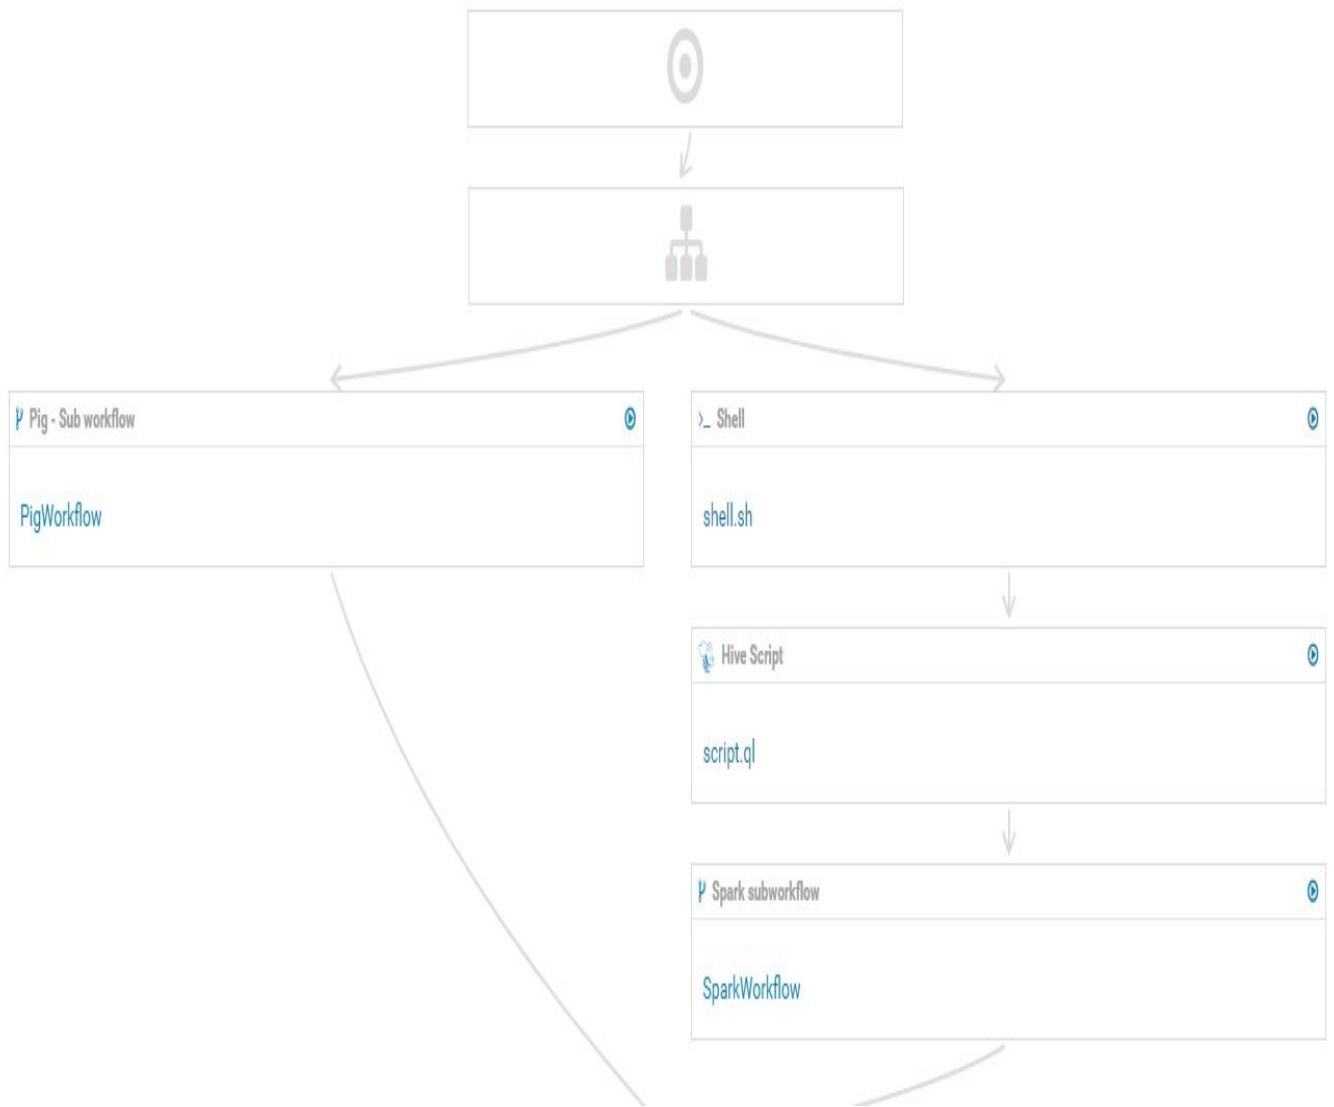 Pig - Sub workflow
PigWorkflow
Shell
shell.sh
Hive Script
script.ql
Spark subworkflow
SparkWorkflow